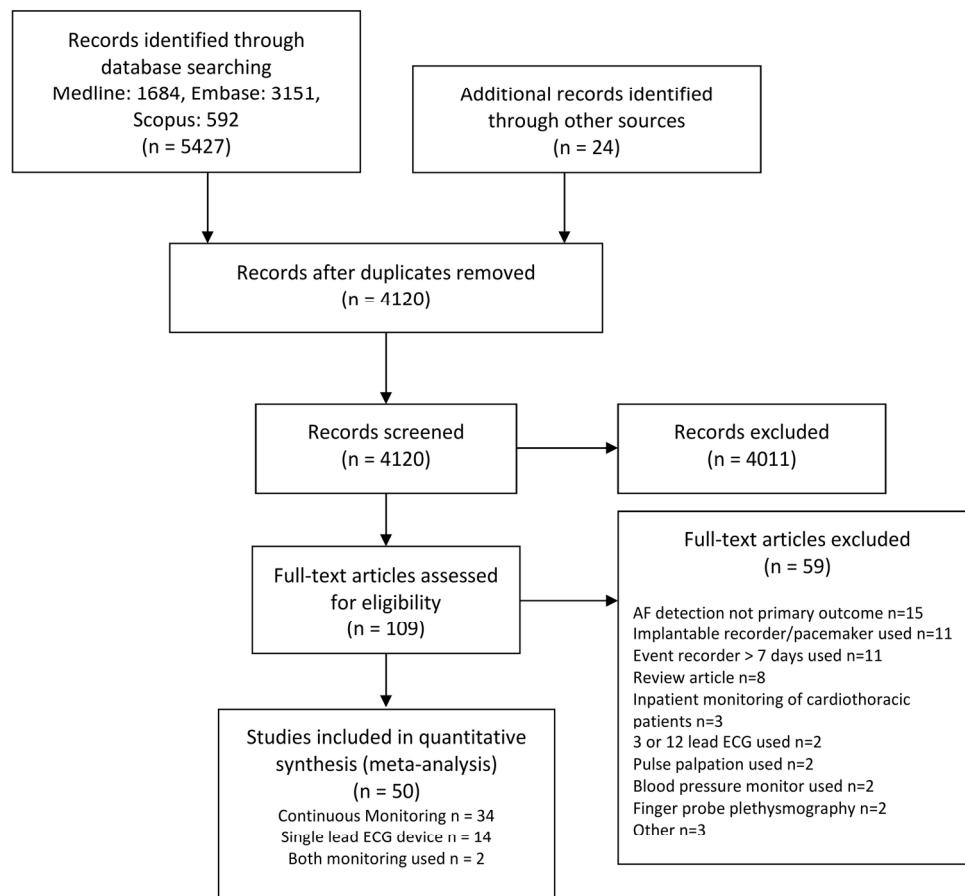 Records identified through
database searching
Medline: 1684, Embase: 3151,
Scopus: 592
(n = 5427)
Additional records identified
through other sources
(n = 24)
Records after duplicates removed
(n = 4120)
Records screened
(n = 4120)
Records excluded
(n = 4011)
Full-text articles assessed
for eligibility
(n = 109)
Full-text articles excluded
(n = 59)
AF detection not primary outcome n=15
Implantable recorder/pacemaker used n=11
Event recorder > 7 days used n=11
Review article n=8
Inpatient monitoring of cardiothoracic
patients n=3
3 or 12 lead ECG used n=2
Pulse palpation used n=2
Blood pressure monitor used n=2
Finger probe plethysmography n=2
Other n=3
Studies included in quantitative
synthesis (meta-analysis)
(n = 50)
Continuous Monitoring n = 34
Single lead ECG device n = 14
Both monitoring used n = 2